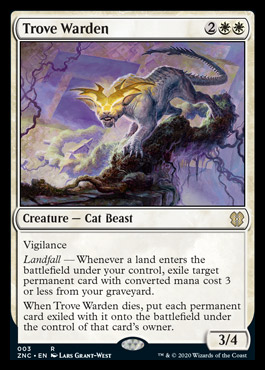 Trove Warden 2
Creature — Cat Beast
Vigilance
Landfall — Whenever a land enters the
battlefield under your control, exile target
permanent card with converted mana cost 3
or less from your graveyard.
When Trove Warden dies, put each permanent
card exiled with it onto the battlefield under
the control of that card's owner.
3/4
003 R
ZNC • EN Lars Grant-West ™ & © 2020 Wizards of the Coast